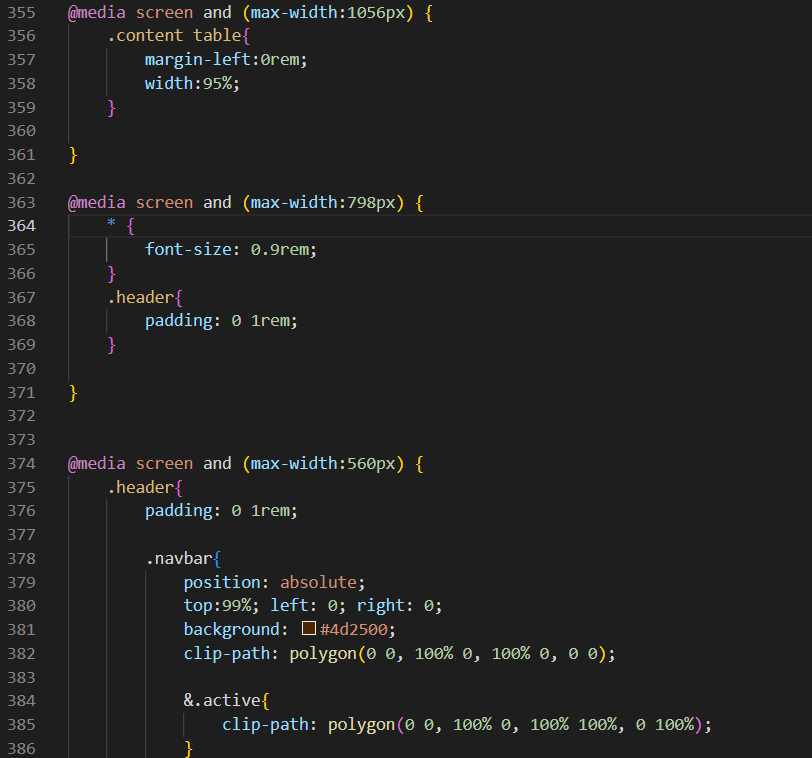 355 @media screen and (max-width:1056px) {
356 .content table{
357 margin-left:0rem;
358 width:95%;
359 }
360
361 }
362
363 @media screen and (max-width:798px) {
364 * {
365 font-size: 0.9rem;
366 }
367 .header{
368 padding: 0 1rem;
369 }
370
371 }
372
373
374 @media screen and (max-width:560px) {
375 .header{
376 padding: 0 1rem;
377
378 .navbar{
379 position: absolute;
380 top:99%; left: 0; right: 0;
381 background: #4d2500;
382 clip-path: polygon(0 0, 100% 0, 100% 0, 0 0);
383
384 &.active{
385 clip-path: polygon(0 0, 100% 0, 100% 100%, 0 100%);
386 }